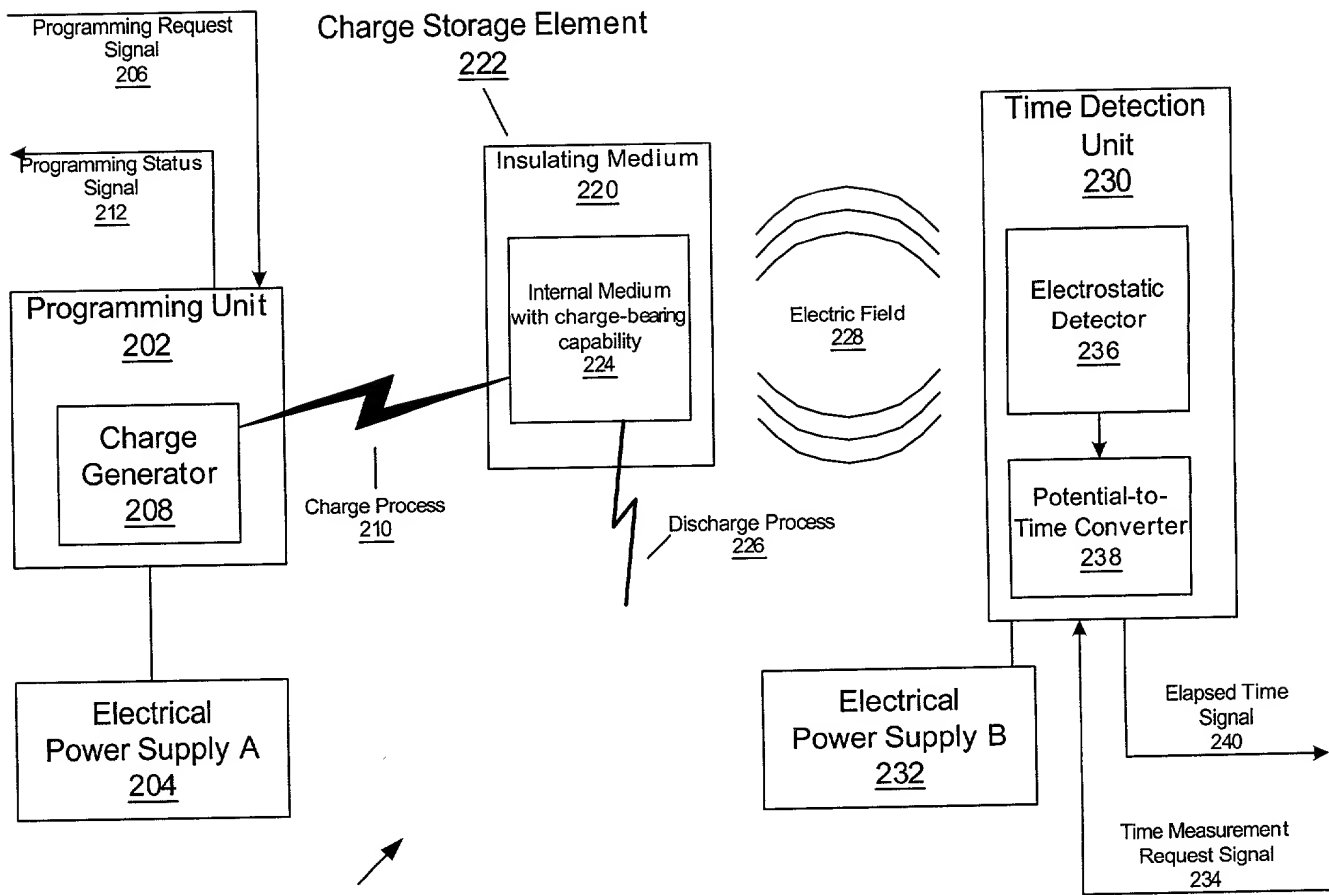 Programming Request
Signal
206
Programming Status
Signal
212
Programming Unit
202
Charge
Generator
208
Electrical
Power Supply A
204
Charge Process
210
Charge Storage Element
222
Insulating Medium
220
Internal Medium
with charge-bearing
capability
224
Discharge Process
226
Electric Field
228
Time Detection
Unit
230
Electrostatic
Detector
236
Potential-to-
Time Converter
238
Electrical
Power Supply B
232
Elapsed Time
Signal
240
Time Measurement
Request Signal
234